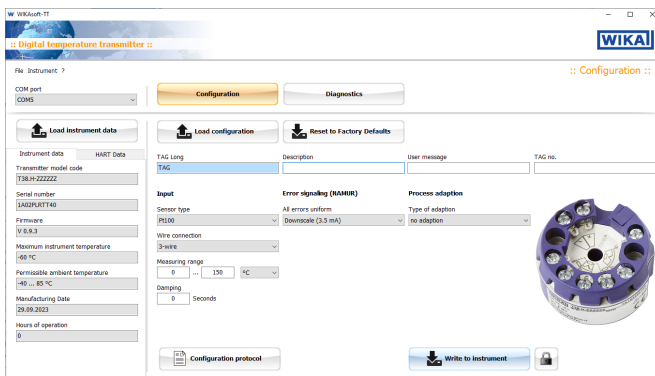 WIKAsoft-TT
:: Digital temperature transmitter ::
WIKAI
File Instrument ?
:: Configuration ::
COM port
COM5
Configuration
Diagnostics
Load instrument data
Load configuration
Reset to Factory Defaults
Instrument data
HART Data
TAG Long
Description
User message
TAG no.
TAG
Transmitter model code
T38.H-ZZZZZZ
Serial number
1A02PLRTT40
Firmware
V 0.9.3
Maximum instrument temperature
-60 °C
Permissible ambient temperature
-40 ... 85 °C
Manufacturing Date
29.09.2023
Hours of operation
0
Input
Error signaling (NAMUR)
Process adaption
Sensor type
All errors uniform
Type of adaption
Pt100
Downscale (3.5 mA)
no adaption
Wire connection
3-wire
Measuring range
0 ... 150 °C
Damping
0 Seconds
Configuration protocol
Write to instrument